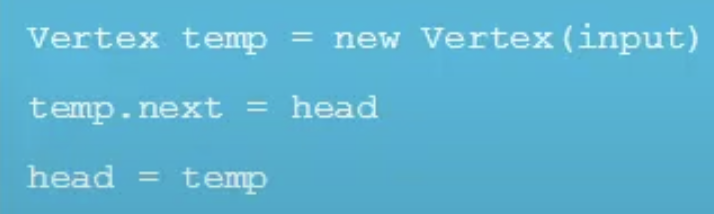 Vertex temp = new Vertex(input)
temp.next = head
head = temp